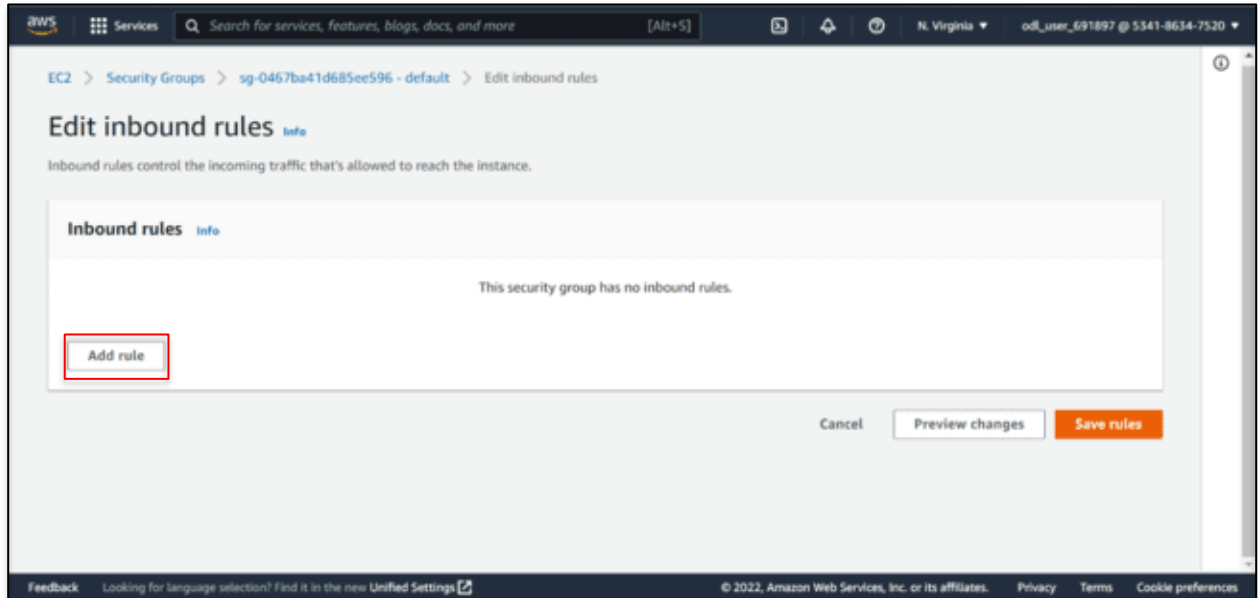 aws Services Search for services, features, blogs, docs, and more [Alt+S] N. Virginia ▼ odl_user_691897 @ 5341-8634-7520 ▼
EC2 > Security Groups > sg-0467ba41d685ee596 - default > Edit inbound rules
Edit inbound rules Info
Inbound rules control the incoming traffic that's allowed to reach the instance.
Inbound rules Info
This security group has no inbound rules.
Add rule
Cancel Preview changes Save rules
Feedback Looking for language selection? Find it in the new Unified Settings © 2022, Amazon Web Services, Inc. or its affiliates. Privacy Terms Cookie preferences